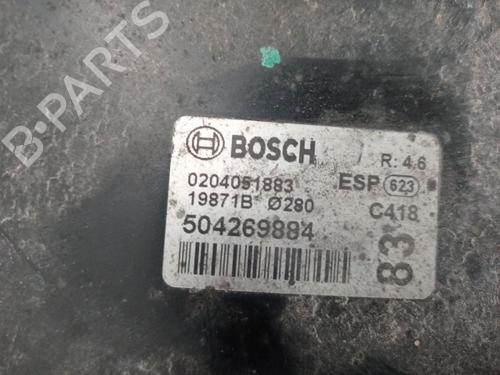 B-PARTS
BOSCH R: 4.6
0204051883 ESP 623
19871B Ø280 C418
504269884
83